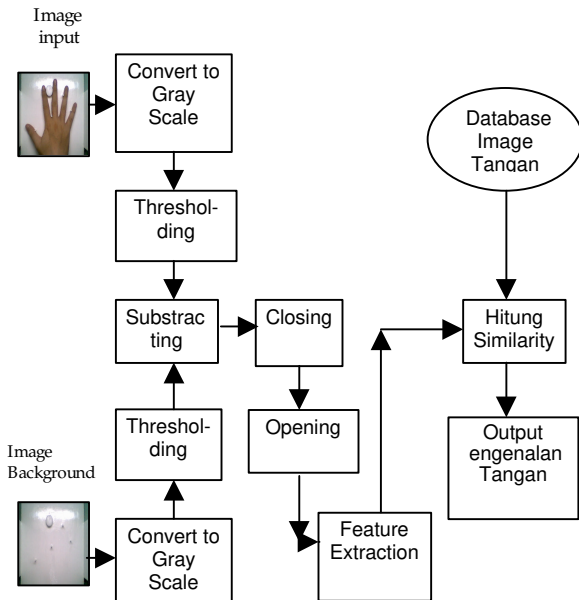 Image
input
Convert to
Gray
Scale
Threshol-
ding
Database
Image
Tangan
Substrac
ting
Closing
Hitung
Similarity
Threshol-
ding
Opening
Output
engenalan
Tangan
Image
Background
Convert to
Gray
Scale
Feature
Extraction